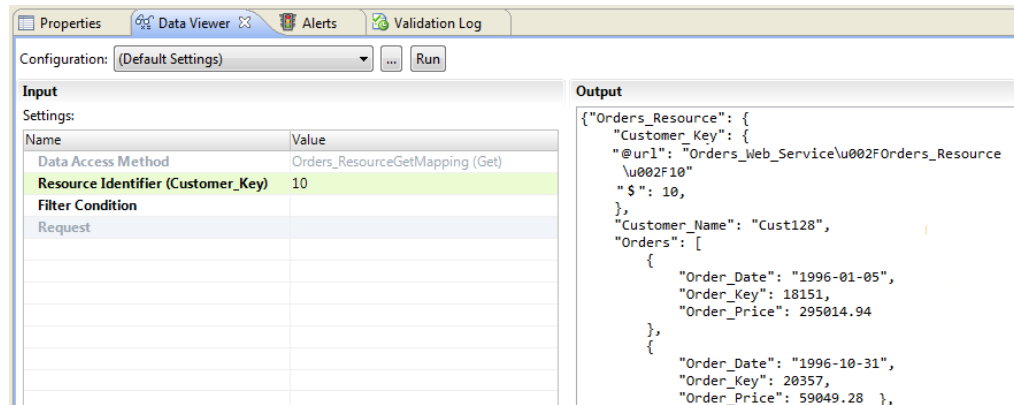 Properties Data Viewer Alerts Validation Log
Configuration: (Default Settings) ... Run
Input
Settings:
Name Value
Data Access Method Orders_ResourceGetMapping (Get)
Resource Identifier (Customer_Key) 10
Filter Condition
Request
Output
{"Orders_Resource": {
"Customer_Key": {
"@url": "Orders_Web_Service\u002FOrders_Resource
\u002F10"
"$": 10,
},
"Customer_Name": "Cust128",
"Orders": [
{
"Order_Date": "1996-01-05",
"Order_Key": 18151,
"Order_Price": 295014.94
},
{
"Order_Date": "1996-10-31",
"Order_Key": 20357,
"Order_Price": 59049.28 },